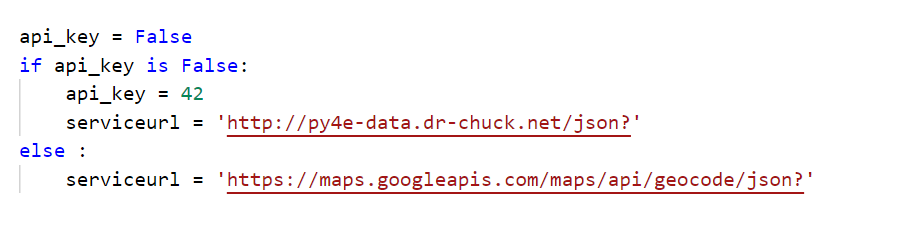 api_key = False
if api_key is False:
    api_key = 42
    serviceurl = 'http://py4e-data.dr-chuck.net/json?'
else :
    serviceurl = 'https://maps.googleapis.com/maps/api/geocode/json?'